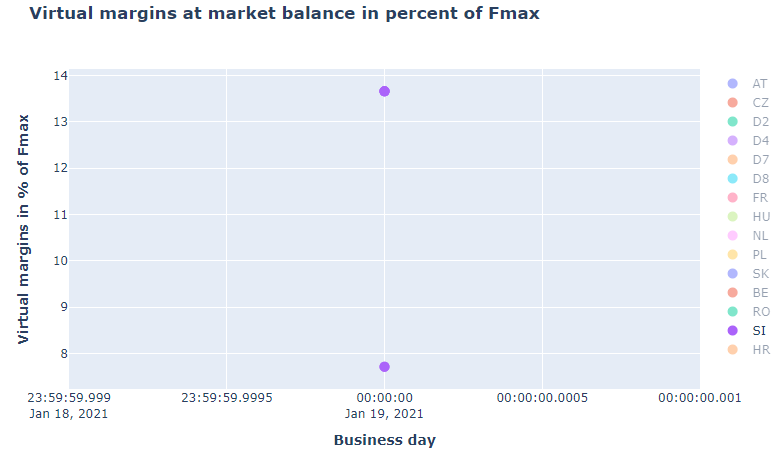 Virtual margins at market balance in percent of Fmax
14
13
12
11
10
9
8
Virtual margins in % of Fmax
23:59:59.999
Jan 18, 2021
23:59:59.9995
00:00:00
Jan 19, 2021
00:00:00.0005
00:00:00.001
Business day
AT
CZ
D2
D4
D7
D8
FR
HU
NL
PL
SK
BE
RO
SI
HR